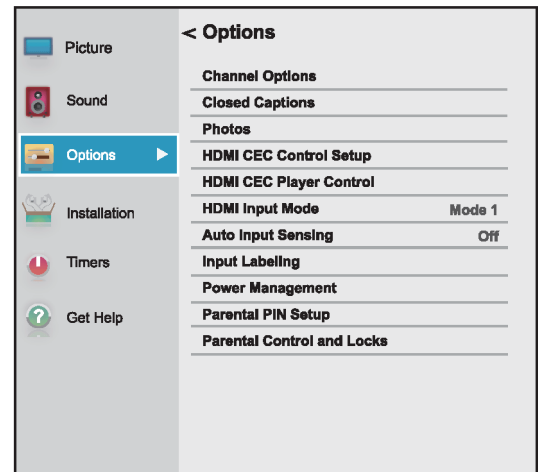 Picture
Sound
Options
Installation
Timers
Get Help
< Options
Channel Options
Closed Captions
Photos
HDMI CEC Control Setup
HDMI CEC Player Control
HDMI Input Mode Mode 1
Auto Input Sensing Off
Input Labeling
Power Management
Parental PIN Setup
Parental Control and Locks